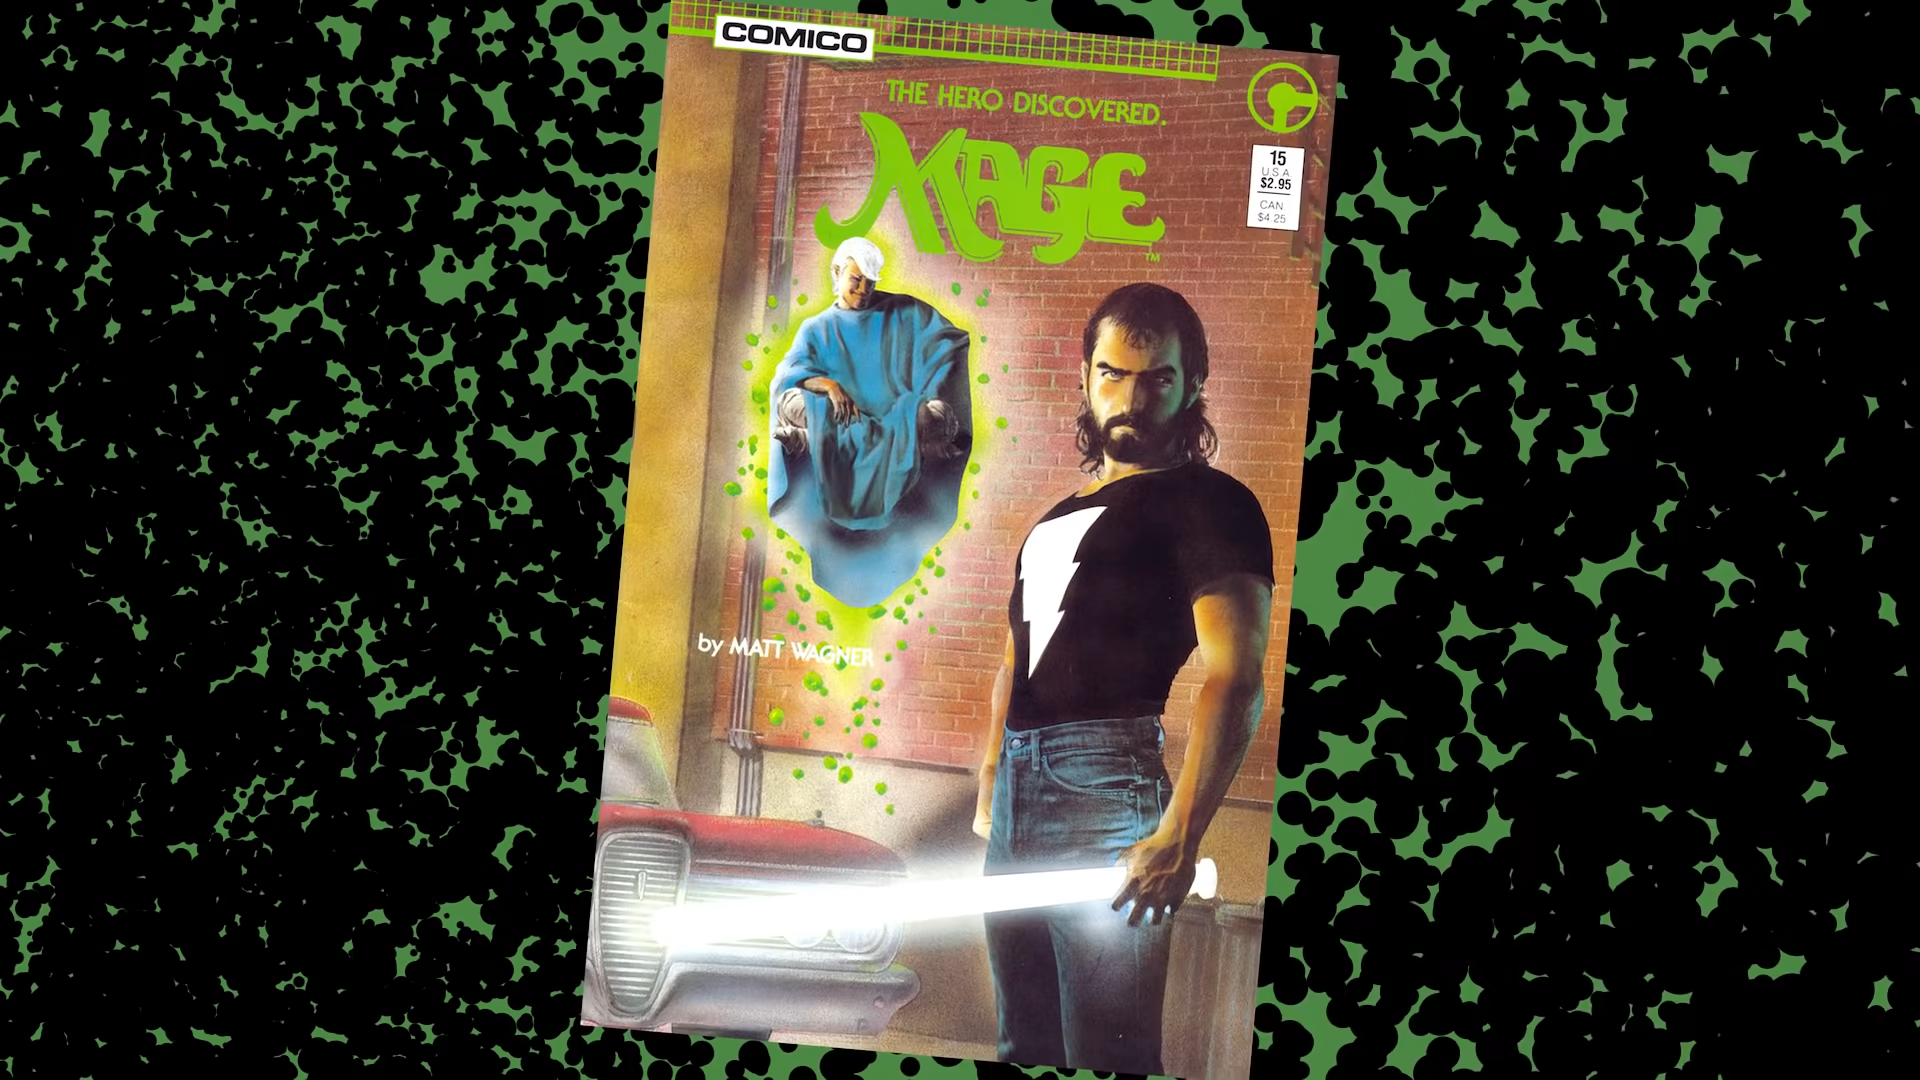 COMICO
THE HERO DISCOVERED.
MAGE
TM
15
U.S.A.
$2.95
CAN.
$4.25
by MATT WAGNER